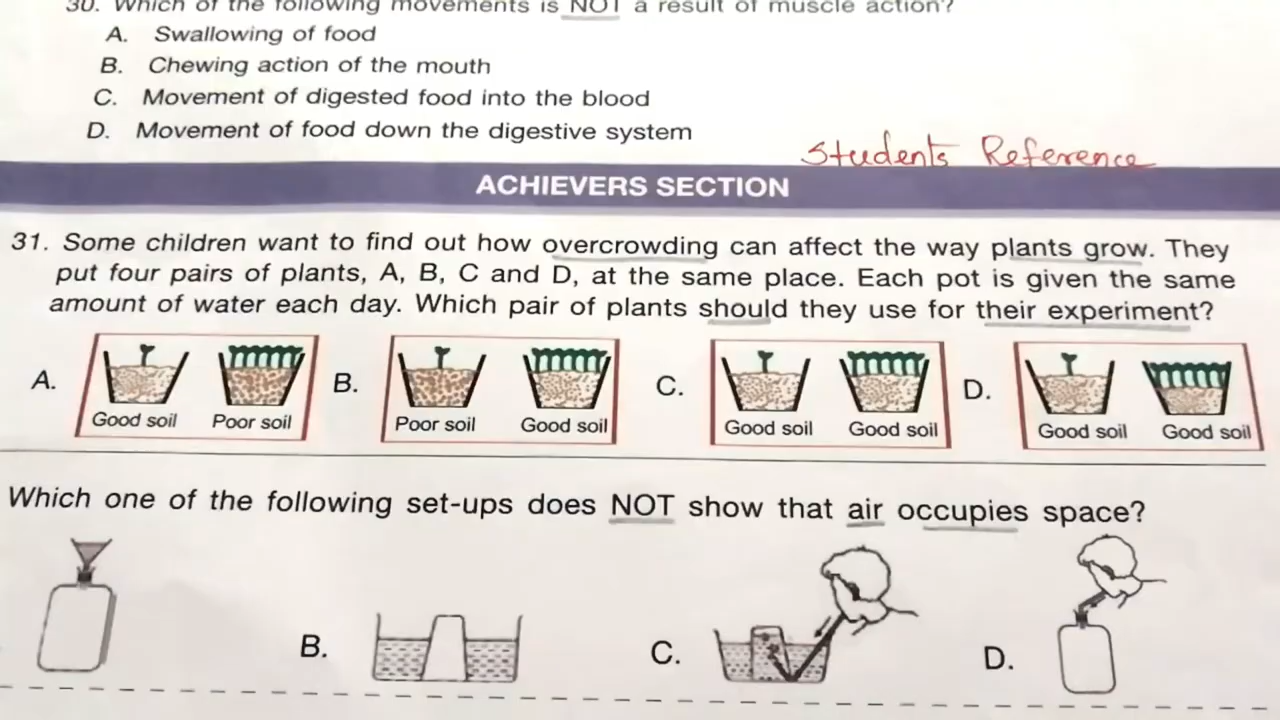 30. Which of the following movements is NOT a result of muscle action?
A. Swallowing of food
B. Chewing action of the mouth
C. Movement of digested food into the blood
D. Movement of food down the digestive system
Students Reference
ACHIEVERS SECTION
31. Some children want to find out how overcrowding can affect the way plants grow. They
put four pairs of plants, A, B, C and D, at the same place. Each pot is given the same
amount of water each day. Which pair of plants should they use for their experiment?
A. B. C. D.
Good soil Poor soil Poor soil Good soil Good soil Good soil Good soil Good soil
Which one of the following set-ups does NOT show that air occupies space?
B. C. D.